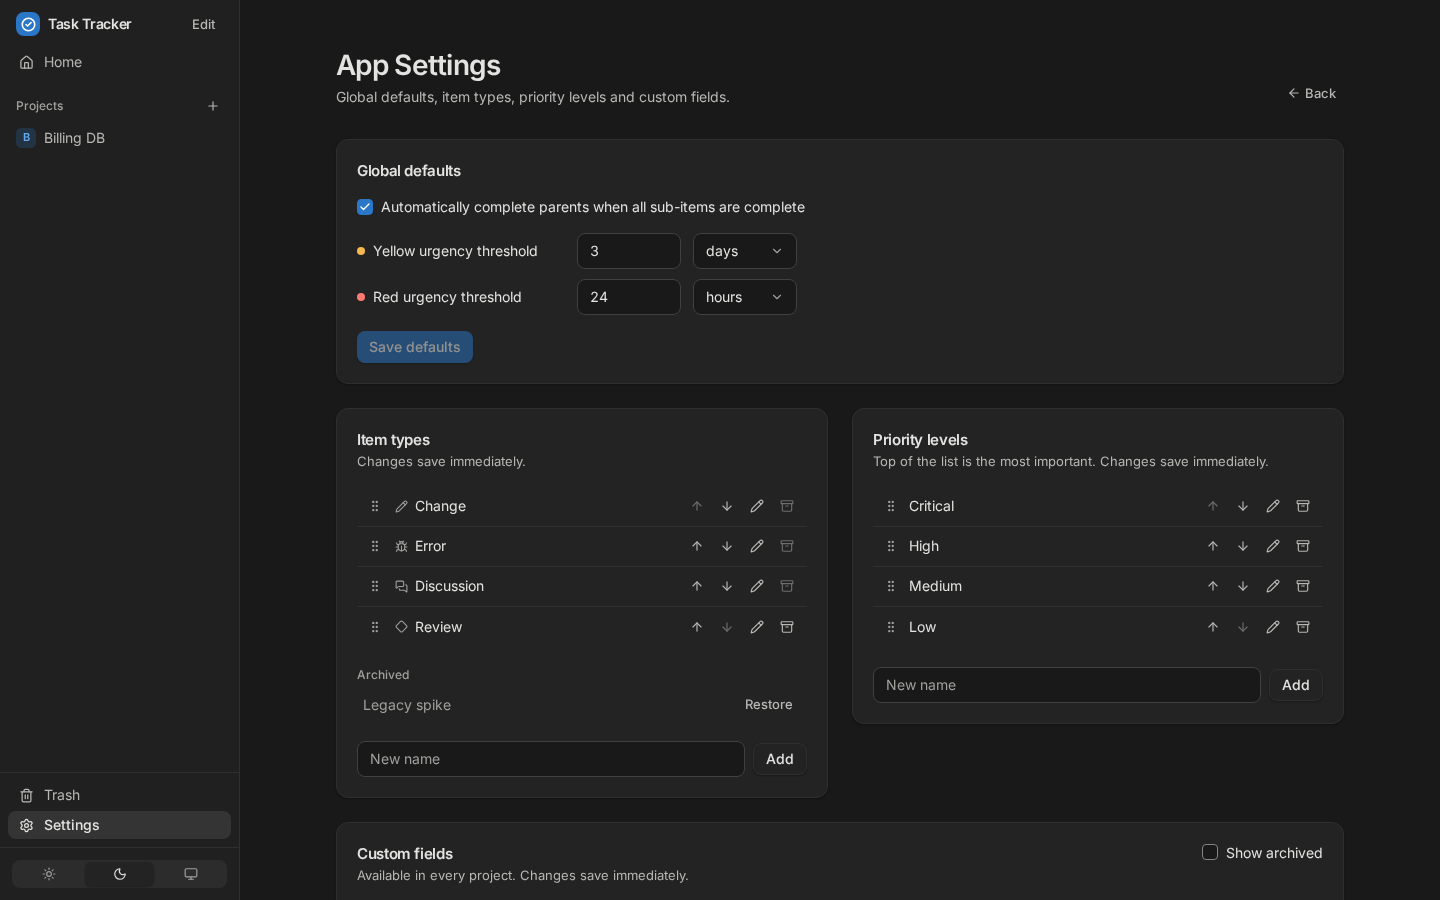 Task Tracker
Edit
Home
Projects
B
Billing DB
Trash
Settings
App Settings
Global defaults, item types, priority levels and custom fields.
Back
Global defaults
Automatically complete parents when all sub-items are complete
Yellow urgency threshold
3
days
Red urgency threshold
24
hours
Save defaults
Item types
Changes save immediately.
Change
Error
Discussion
Review
Archived
Legacy spike
Restore
New name
Add
Priority levels
Top of the list is the most important. Changes save immediately.
Critical
High
Medium
Low
New name
Add
Custom fields
Available in every project. Changes save immediately.
Show archived